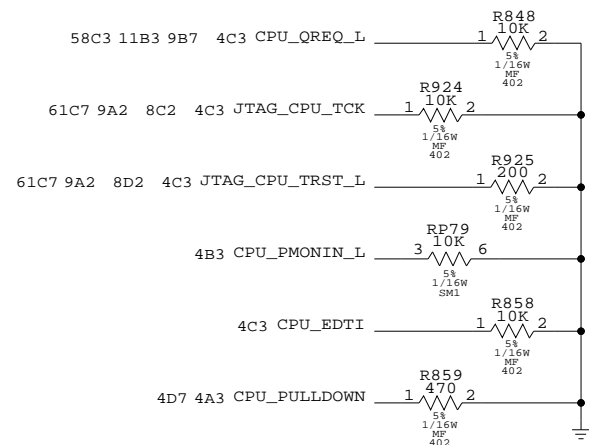 R848
10K
58C3 11B3 9B7 4C3 CPU_QREQ_L 1 2
5%
1/16W
MF
402
R924
10K
61C7 9A2 8C2 4C3 JTAG_CPU_TCK 1 2
5%
1/16W
MF
402
R925
200
61C7 9A2 8D2 4C3 JTAG_CPU_TRST_L 1 2
5%
1/16W
MF
402
RP79
10K
4B3 CPU_PMONIN_L 3 6
5%
1/16W
SM1
R858
10K
4C3 CPU_EDTI 1 2
5%
1/16W
MF
402
R859
470
4D7 4A3 CPU_PULLDOWN 1 2
5%
1/16W
MF
402